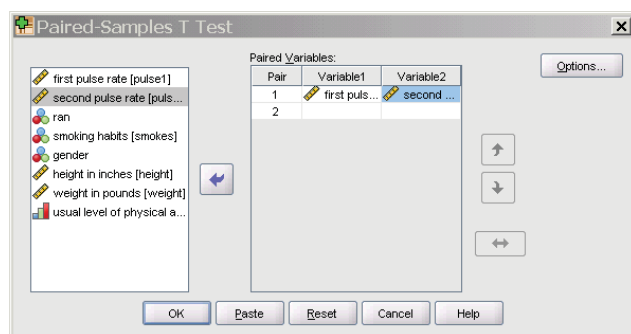 Paired-Samples T Test
Paired Variables:
Options...
first pulse rate [pulse1]
second pulse rate [puls...
ran
smoking habits [smokes]
gender
height in inches [height]
weight in pounds [weight]
usual level of physical a...
Pair Variable1 Variable2
1 first puls... second ...
2
OK Paste Reset Cancel Help